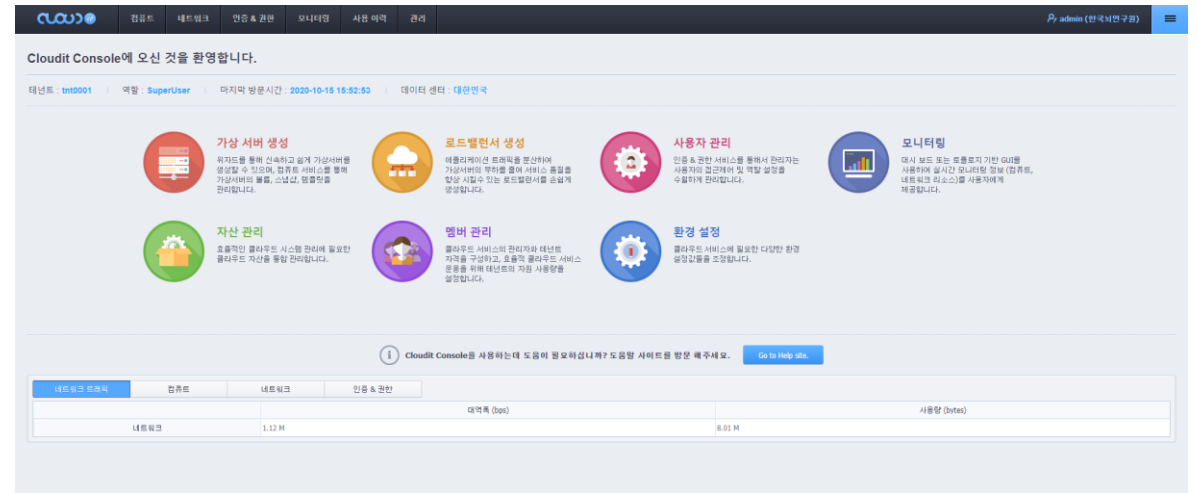 CLOUD
컴퓨트 네트워크 인증 & 권한 모니터링 사용 이력 관리 admin (한국뇌연구원)
Cloudit Console에 오신 것을 환영합니다.
테넌트 : tnt0001 역할 : SuperUser 마지막 방문시간 : 2020-10-15 15:52:53 데이터 센터 : 대한민국
가상 서버 생성
위자드를 통해 신속하고 쉽게 가상서버를
생성할 수 있으며, 컴퓨트 서비스를 통해
가상서버의 볼륨, 스냅샵, 템플릿을
관리합니다.
로드밸런서 생성
애플리케이션 트래픽을 분산하여
가상서버의 부하를 줄여 서비스 품질을
향상 시킬수 있는 로드밸런서를 손쉽게
생성합니다.
사용자 관리
인증 & 권한 서비스를 통해서 관리자는
사용자의 접근제어 및 역할 설정을
수월하게 관리합니다.
모니터링
대시 보드 또는 토폴로지 기반 GUI를
사용하여 실시간 모니터링 정보 (컴퓨트,
네트워크 리소스)를 사용자에게
제공합니다.
자산 관리
효율적인 클라우드 시스템 관리에 필요한
클라우드 자산을 통합 관리합니다.
멤버 관리
클라우드 서비스의 관리자와 테넌트
자격을 구성하고, 효율적 클라우드 서비스
운용을 위해 테넌트의 자원 사용량을
설정합니다.
환경 설정
클라우드 서비스에 필요한 다양한 환경
설정값들을 조정합니다.
Cloudit Console을 사용하는데 도움이 필요하십니까? 도움말 사이트를 방문 해주세요. Go to Help site.
네트워크 트래픽 컴퓨트 네트워크 인증 & 권한
대역폭 (bps) 사용량 (bytes)
네트워크 1.12 M 8.01 M